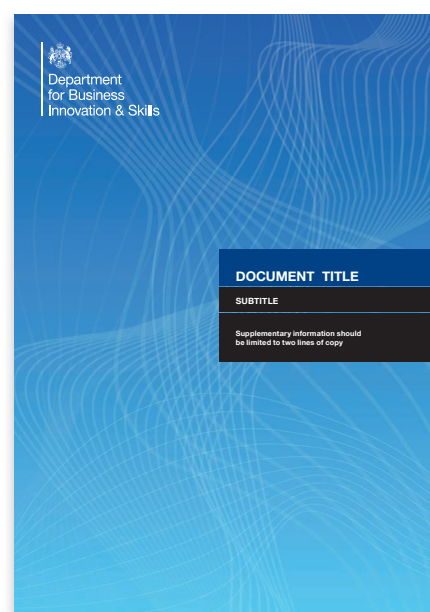 Department
for Business
Innovation & Skills
DOCUMENT TITLE
SUBTITLE
Supplementary information should
be limited to two lines of copy